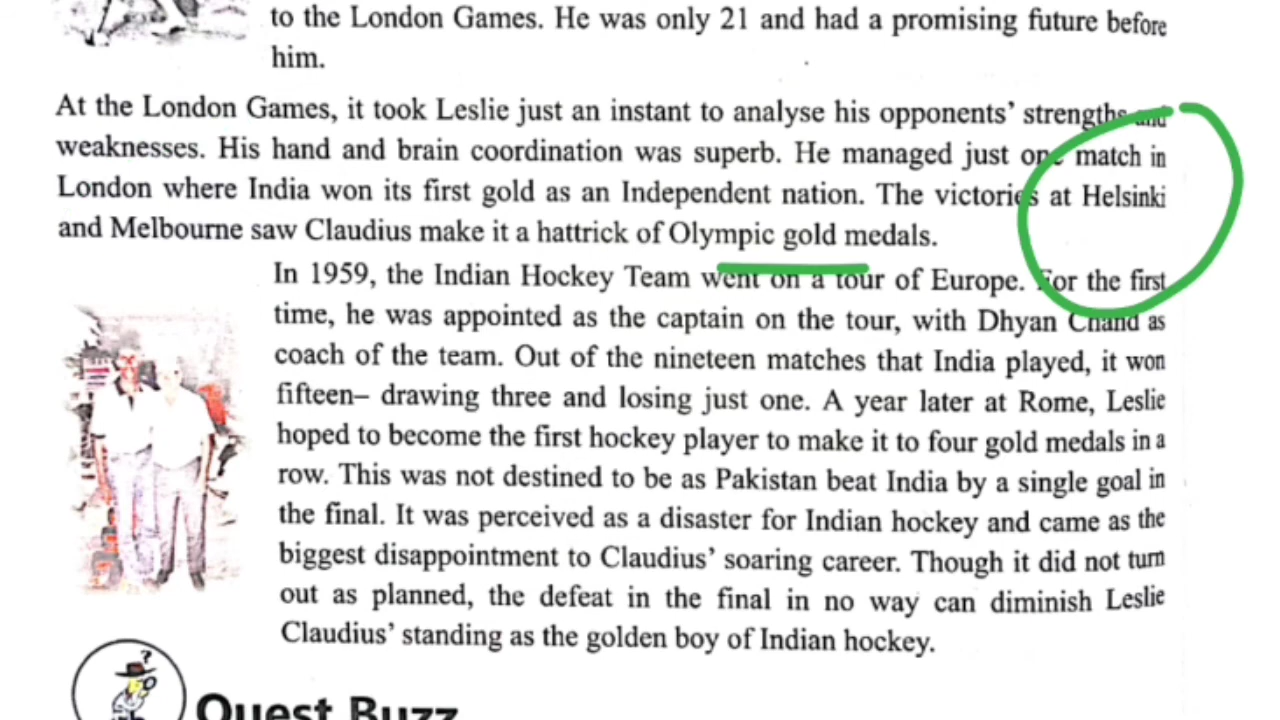 to the London Games. He was only 21 and had a promising future before
him.
At the London Games, it took Leslie just an instant to analyse his opponents' strengths and
weaknesses. His hand and brain coordination was superb. He managed just one match in
London where India won its first gold as an Independent nation. The victories at Helsinki
and Melbourne saw Claudius make it a hattrick of Olympic gold medals.
In 1959, the Indian Hockey Team went on a tour of Europe. For the first
time, he was appointed as the captain on the tour, with Dhyan Chand as
coach of the team. Out of the nineteen matches that India played, it won
fifteen– drawing three and losing just one. A year later at Rome, Leslie
hoped to become the first hockey player to make it to four gold medals in a
row. This was not destined to be as Pakistan beat India by a single goal in
the final. It was perceived as a disaster for Indian hockey and came as the
biggest disappointment to Claudius' soaring career. Though it did not turn
out as planned, the defeat in the final in no way can diminish Leslie
Claudius' standing as the golden boy of Indian hockey.
?
Quest Buzz